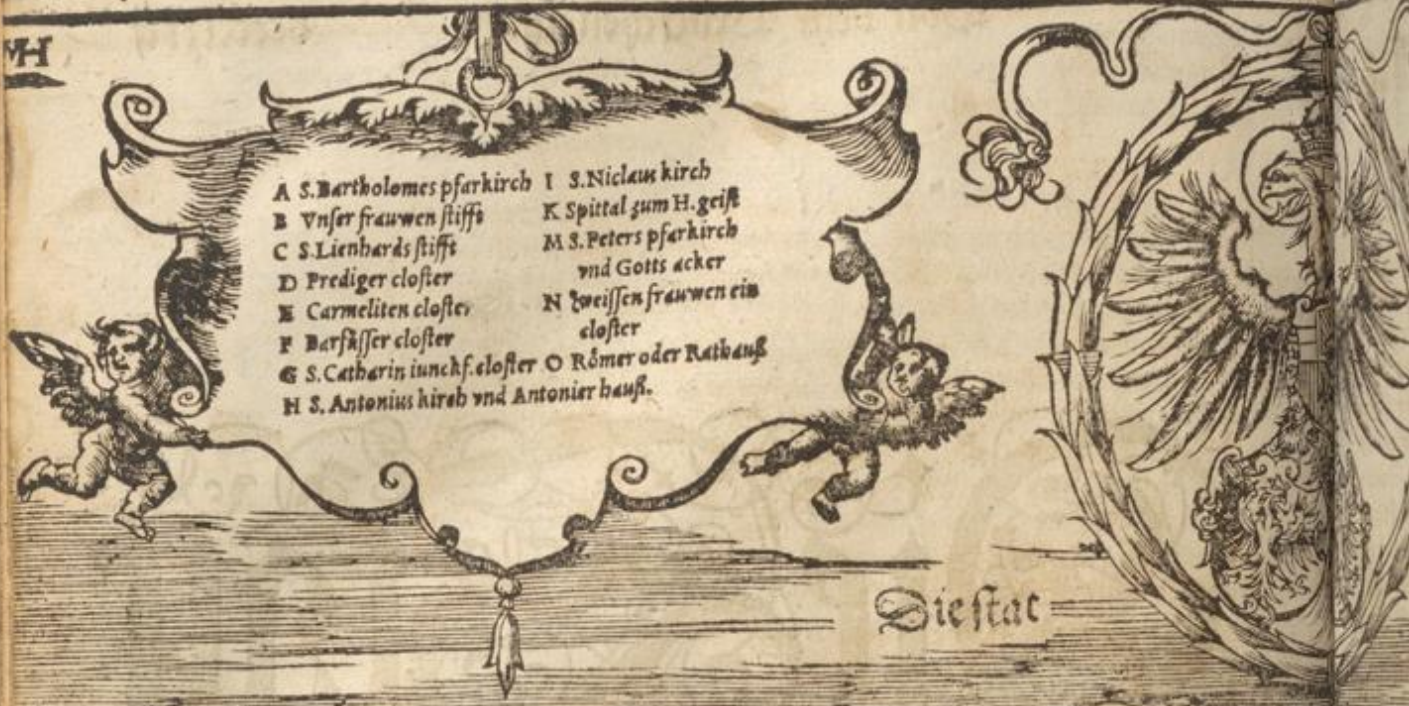 A S.Bartholomes pfarkirch
B Vnſer frauwen ſtifft
C S.Lienhards ſtifft
D Prediger cloſter
E Carmeliten cloſter
F Barfüſſer cloſter
G S.Catharin iunckf.cloſter
H S.Antonius kirch vnd Antonier hauß.
I S.Niclaus kirch
K Spittal zum H.geiſt
M S.Peters pfarkirch
vnd Gotts acker
N Zweiſſen frauwen ein
cloſter
O Römer oder Rathauß
Die ſtat